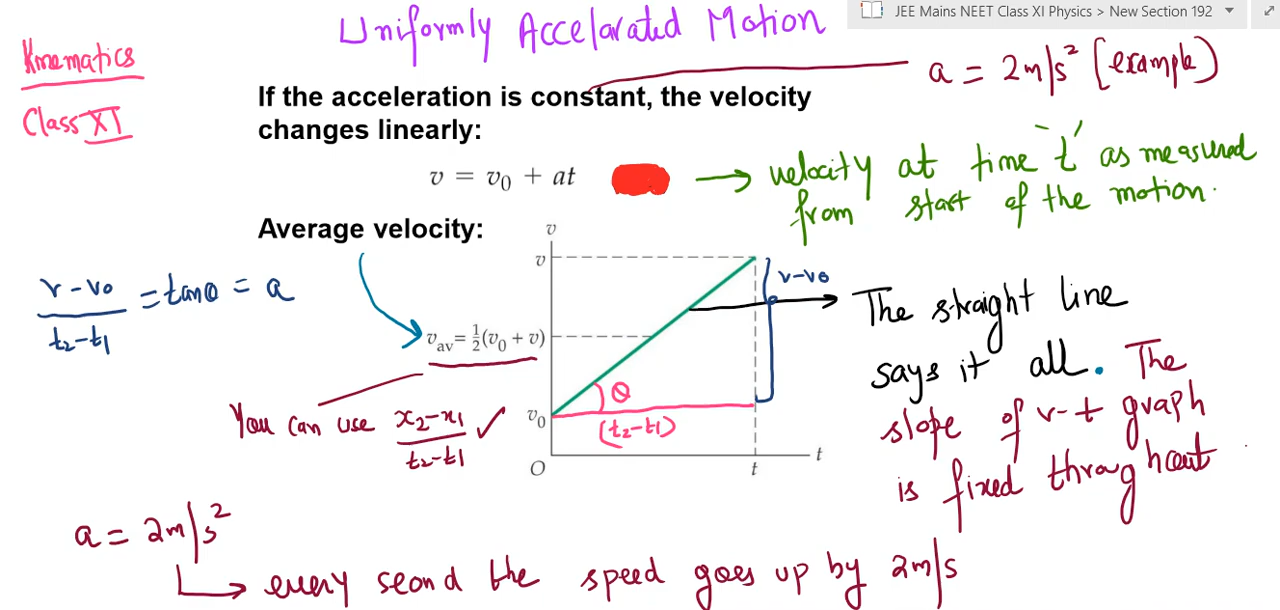 Uniformly Accelarated Motion
JEE Mains NEET Class XI Physics > New Section 192
Knematics
Class XI
a = 2m/s² (example)
If the acceleration is constant, the velocity
changes linearly:
v = v₀ + at
→ velocity at time `t' as measured
from start of the motion.
Average velocity:
v
v
v-v₀
v-v₀ / t₂-t₁ = tanθ = a
v_av = ½(v₀ + v)
The straight line
says it all. The
slope of v-t graph
is fixed throughout
You can use x₂-x₁ / t₂-t₁ ✓
v₀
θ
(t₂-t₁)
O
t
t
a = 2m/s²
every seond the speed goes up by 2m/s